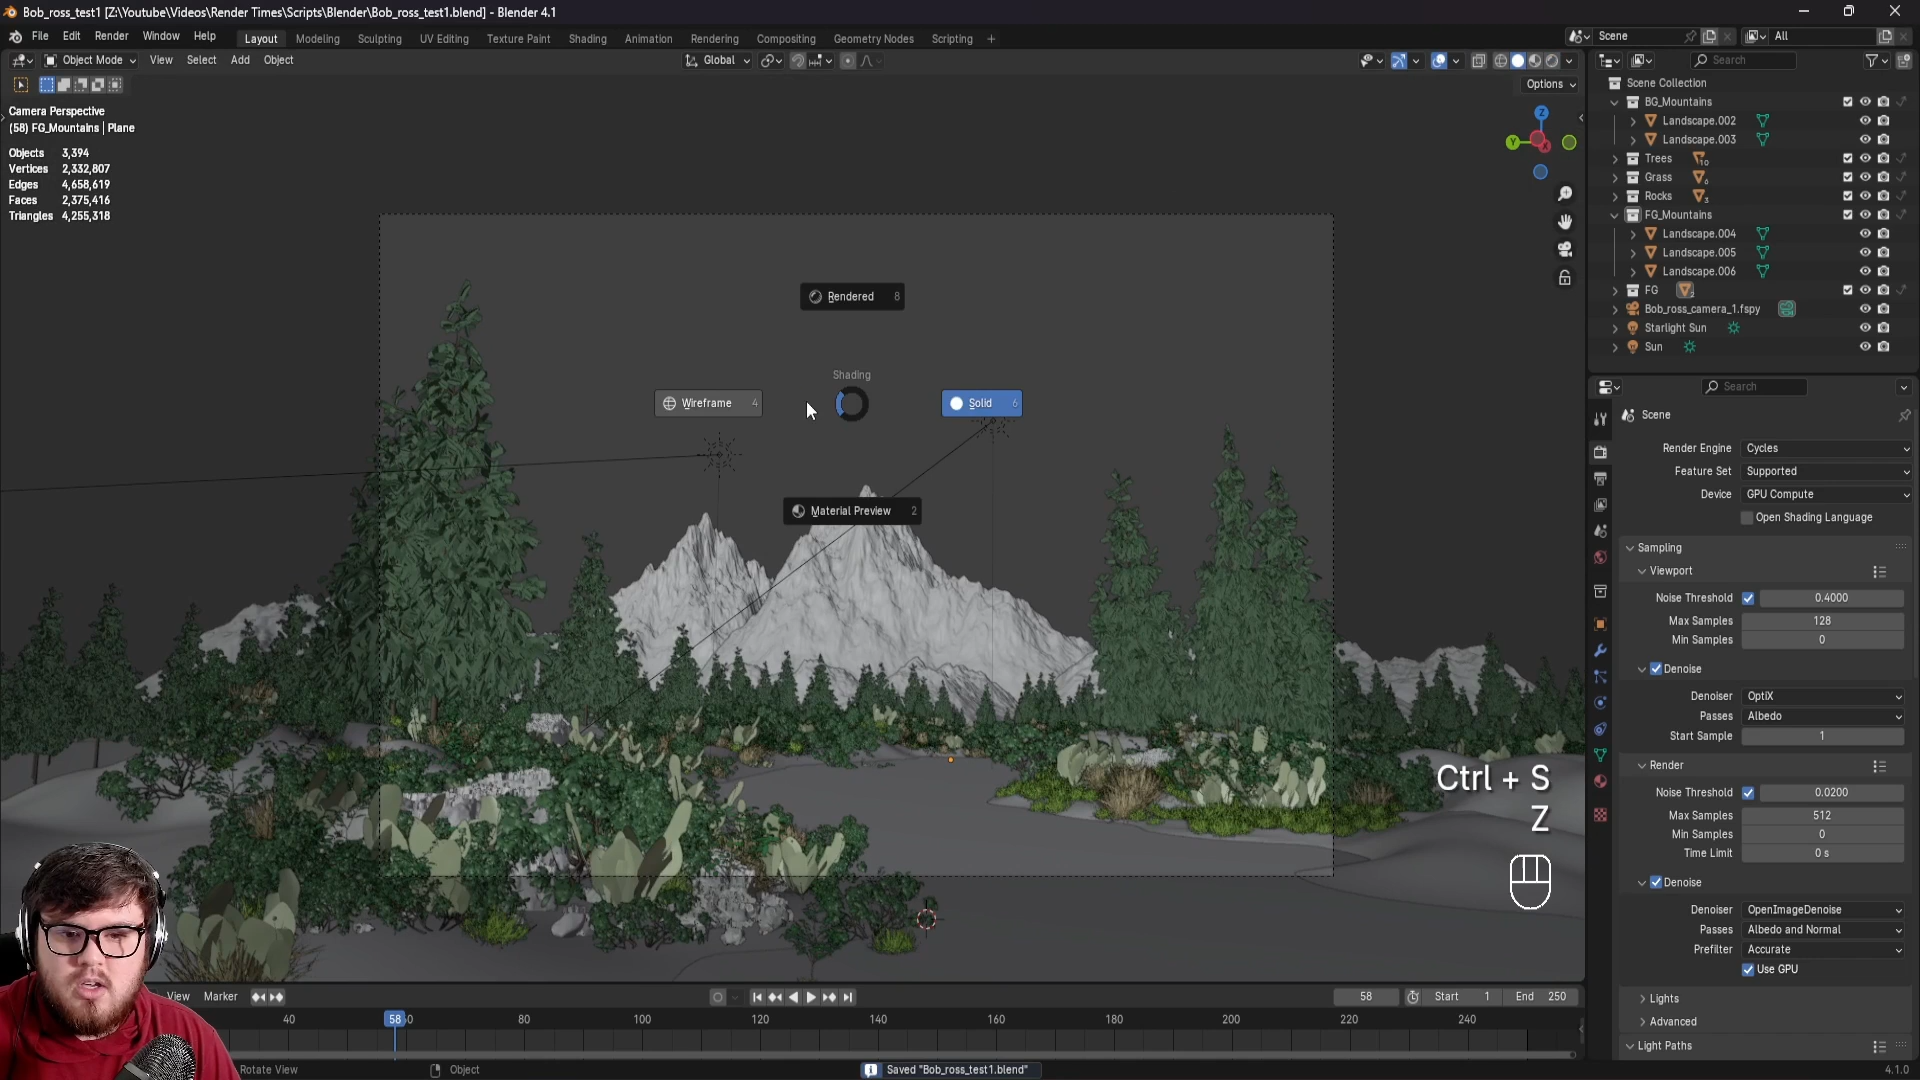 Bob_ross_test1 [Z:\Youtube\Videos\Render Times\Scripts\Blender\Bob_ross_test1.blend] - Blender 4.1
File Edit Render Window Help
Layout Modeling Sculpting UV Editing Texture Paint Shading Animation Rendering Compositing Geometry Nodes Scripting +
Scene
All
Object Mode View Select Add Object
Global
Search
Options
Camera Perspective
(58) FG_Mountains | Plane
Objects 3,394
Vertices 2,332,807
Edges 4,658,619
Faces 2,375,416
Triangles 4,255,318
Z
Y
X
Rendered 8
Shading
Wireframe 4
Solid 6
Material Preview 2
Ctrl + S
Z
Scene Collection
BG_Mountains
Landscape.002
Landscape.003
Trees 10
Grass 6
Rocks 3
FG_Mountains
Landscape.004
Landscape.005
Landscape.006
FG 2
Bob_ross_camera_1.fspy
Starlight Sun
Sun
Search
Scene
Render Engine Cycles
Feature Set Supported
Device GPU Compute
Open Shading Language
Sampling
Viewport
Noise Threshold 0.4000
Max Samples 128
Min Samples 0
Denoise
Denoiser OptiX
Passes Albedo
Start Sample 1
Render
Noise Threshold 0.0200
Max Samples 512
Min Samples 0
Time Limit 0 s
Denoise
Denoiser OpenImageDenoise
Passes Albedo and Normal
Prefilter Accurate
Use GPU
Lights
Advanced
Light Paths
View Marker
58 Start 1 End 250
40 58 80 100 120 140 160 180 200 220 240
Rotate View Object
Saved "Bob_ross_test1.blend"
4.1.0